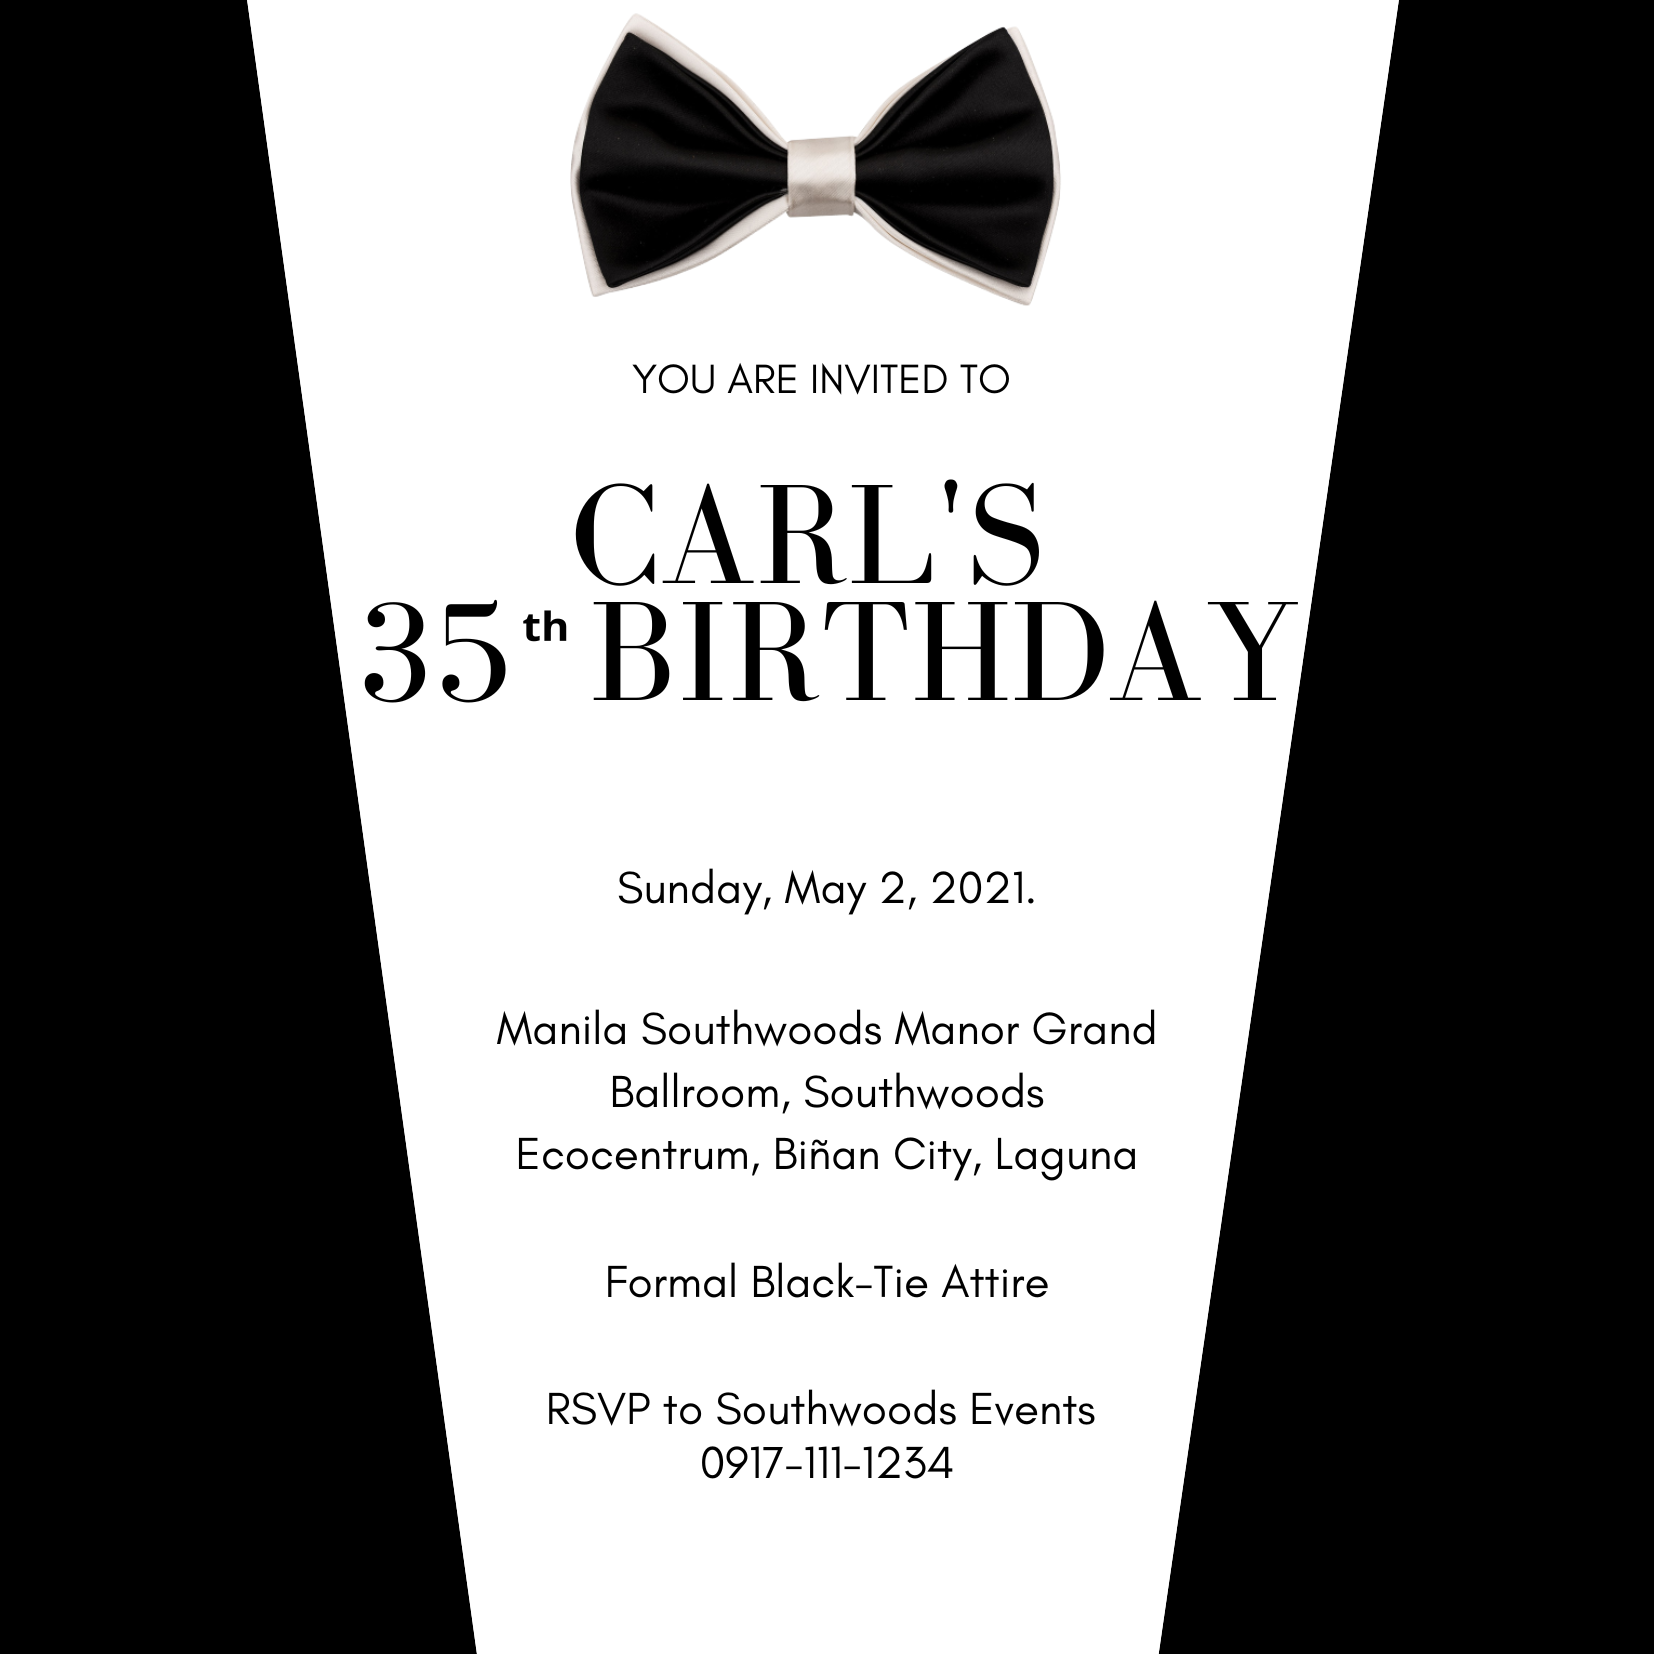 YOU ARE INVITED TO
CARL'S
35th BIRTHDAY
Sunday, May 2, 2021.
Manila Southwoods Manor Grand
Ballroom, Southwoods
Ecocentrum, Biñan City, Laguna
Formal Black-Tie Attire
RSVP to Southwoods Events
0917-111-1234